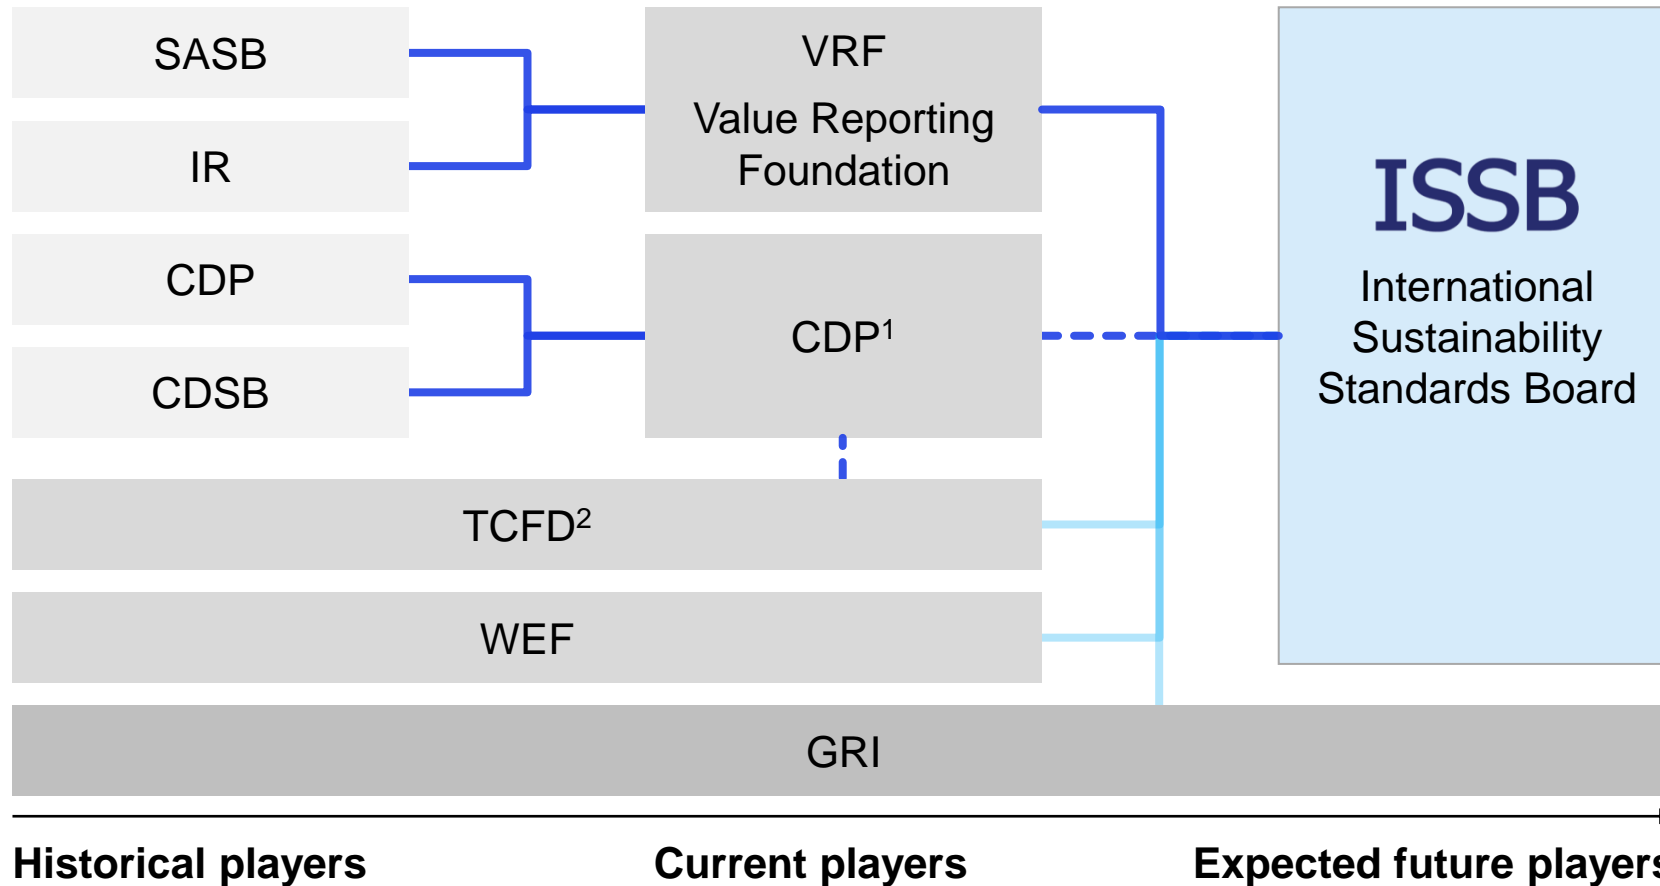 SASB
IR
CDP
CDSB
VRF
Value Reporting
Foundation
CDP¹
TCFD²
WEF
GRI
ISSB
International
Sustainability
Standards Board
Historical players
Current players
Expected future players